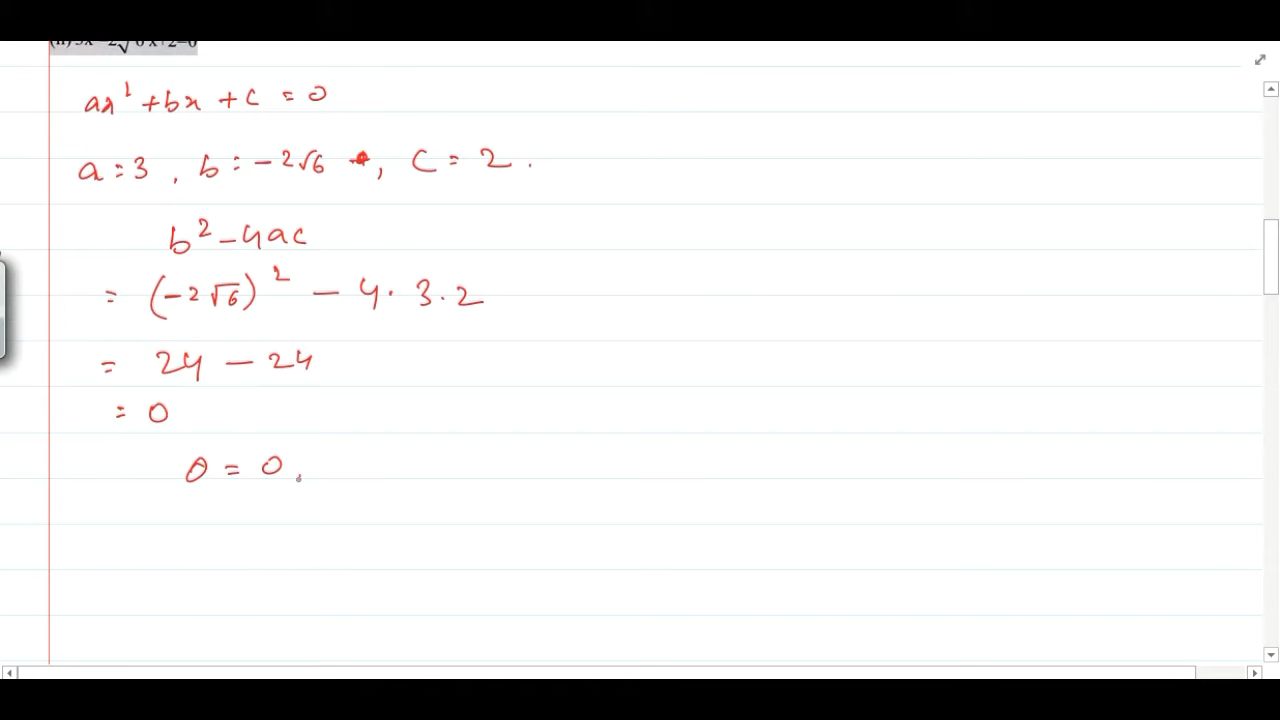 ax² + bx + c = 0
a = 3, b = -2√6, c = 2.
b² - 4ac
= (-2√6)² - 4·3·2
= 24 - 24
= 0
0 = 0.